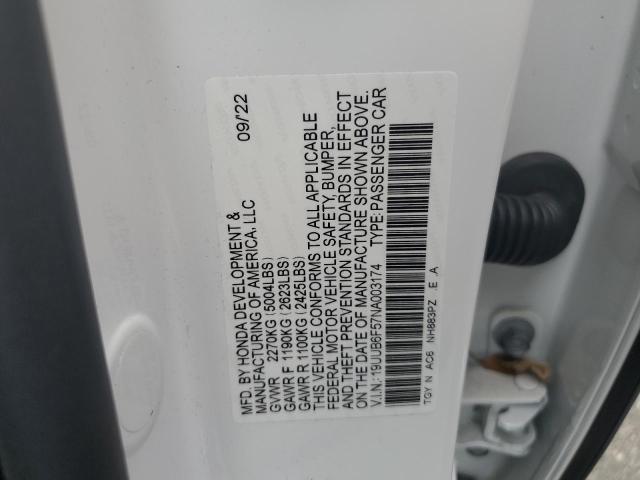 MFD. BY HONDA DEVELOPMENT &
MANUFACTURING OF AMERICA, LLC
09/22
GVWR 2270KG (5004LBS)
GAWR F 1190KG (2623LBS)
GAWR R 1100KG (2425LBS)
THIS VEHICLE CONFORMS TO ALL APPLICABLE
FEDERAL MOTOR VEHICLE SAFETY, BUMPER,
AND THEFT PREVENTION STANDARDS IN EFFECT
ON THE DATE OF MANUFACTURE SHOWN ABOVE.
V.I.N.: 19UUB6F57NA003174 TYPE: PASSENGER CAR
TGY N AC6 NH883PZ E A